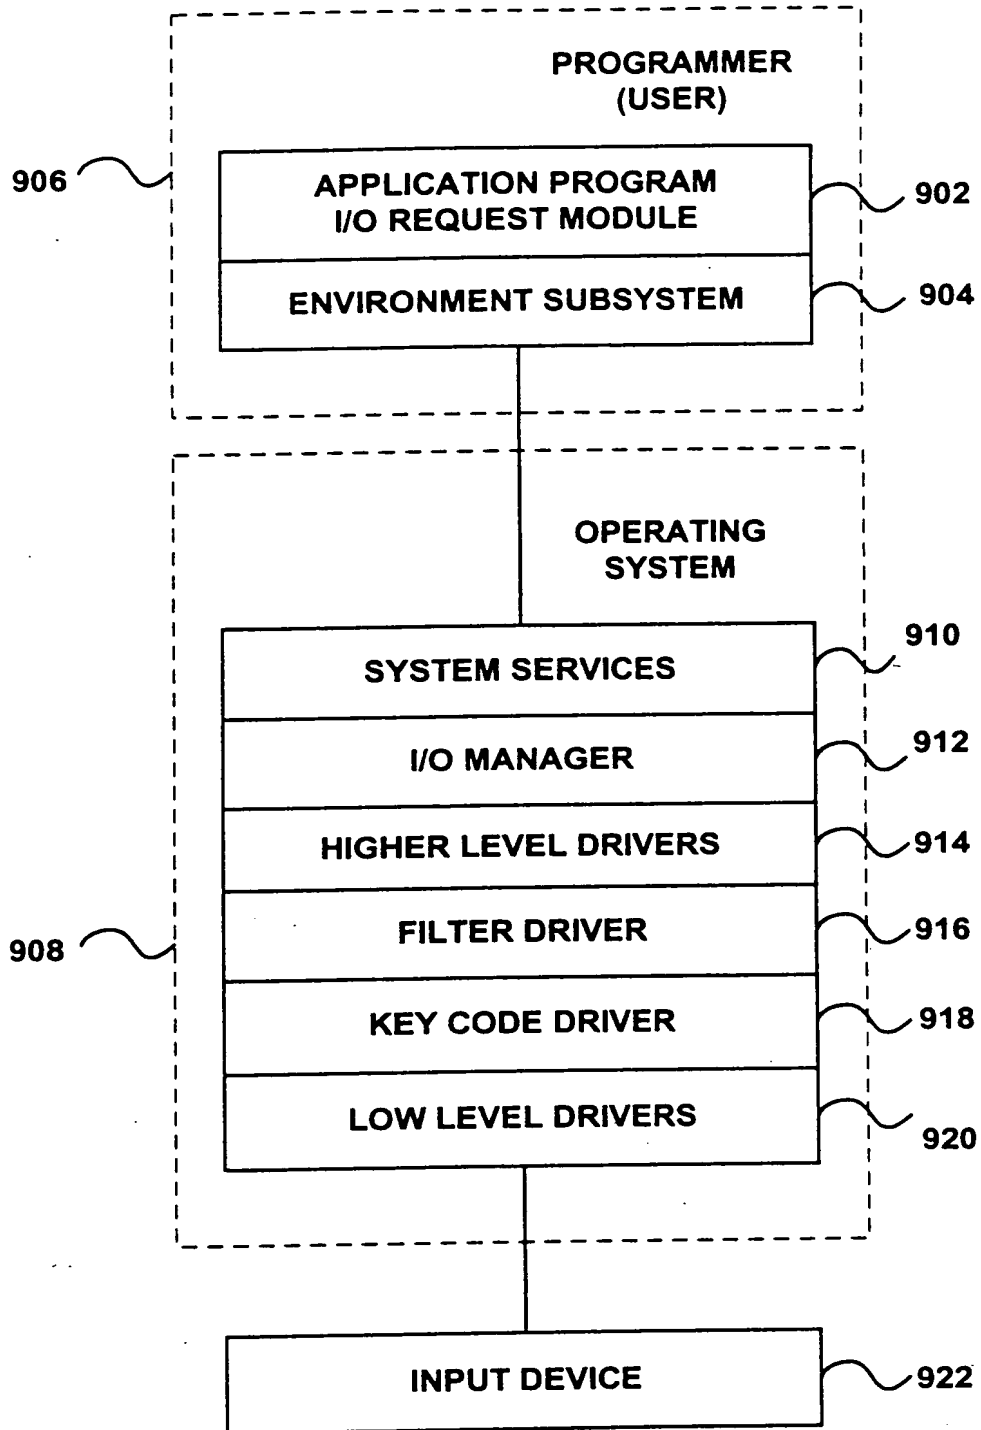 PROGRAMMER
(USER)
906
APPLICATION PROGRAM
I/O REQUEST MODULE
902
ENVIRONMENT SUBSYSTEM
904
OPERATING
SYSTEM
SYSTEM SERVICES
910
I/O MANAGER
912
HIGHER LEVEL DRIVERS
914
908
FILTER DRIVER
916
KEY CODE DRIVER
918
LOW LEVEL DRIVERS
920
INPUT DEVICE
922